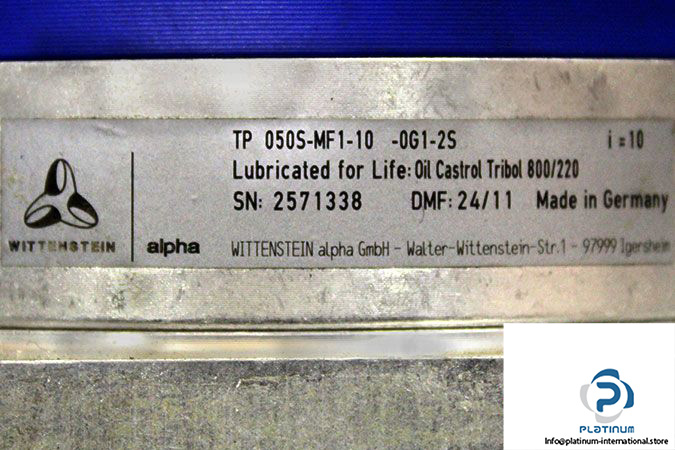 TP 050S-MF1-10 -0G1-2S i=10
Lubricated for Life: Oil Castrol Tribol 800/220
SN: 2571338 DMF: 24/11 Made in Germany
WITTENSTEIN alpha WITTENSTEIN alpha GmbH - Walter-Wittenstein-Str.1 - 97999 Igersheim
PLATINUM
Info@platinum-international.store